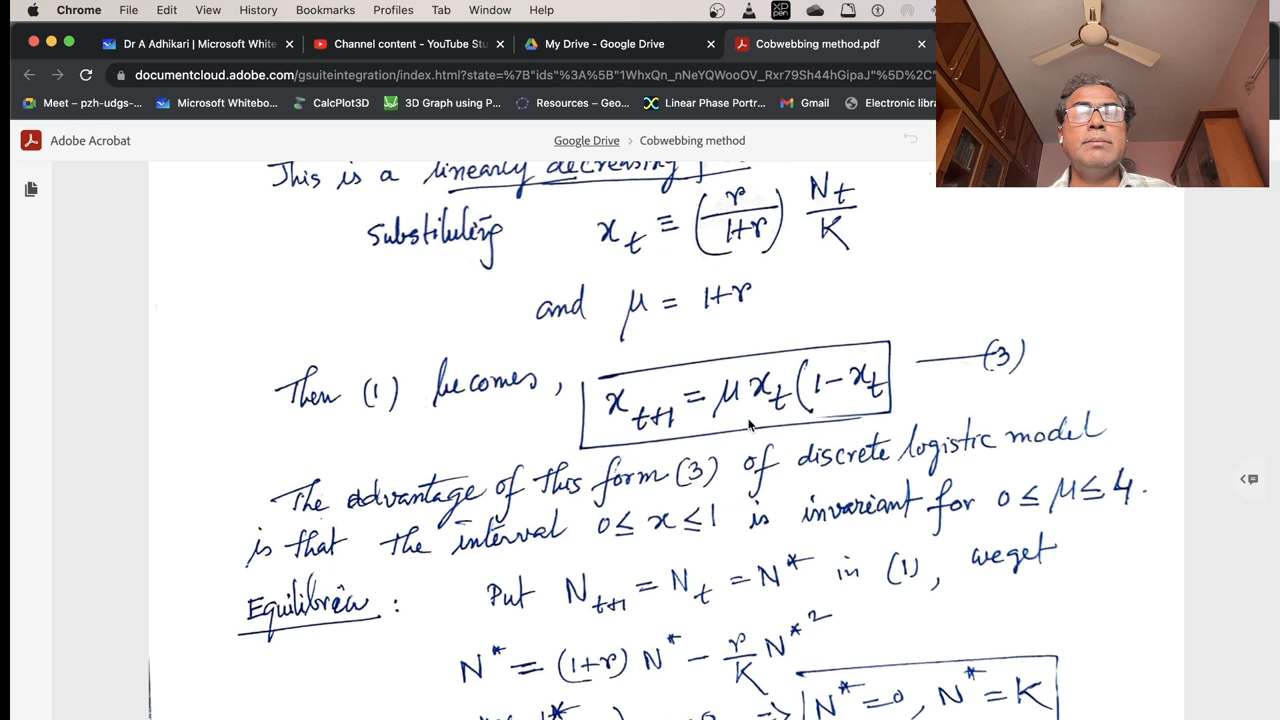 Chrome File Edit View History Bookmarks Profiles Tab Window Help
Dr A Adhikari | Microsoft White Channel content - YouTube Stu My Drive - Google Drive Cobwebbing method.pdf
documentcloud.adobe.com/gsuiteintegration/index.html?state=%7B"ids"%3A%5B"1WhxQn_nNeYQWooOV_Rxr79Sh44hGipaJ"%5D%2C"
Meet – pzh-udgs-... Microsoft Whitebo... CalcPlot3D 3D Graph using P... Resources – Geo... Linear Phase Portr... Gmail Electronic libra
Adobe Acrobat Google Drive > Cobwebbing method
This is a linearly decreasing
substituting x_t ≡ (r/(1+r)) N_t/K
and μ = 1+r
Then (1) becomes, x_{t+1} = μ x_t (1 - x_t —(3)
The advantage of this form (3) of discrete logistic model
is that the interval 0 ≤ x ≤ 1 is invariant for 0 ≤ μ ≤ 4.
Equilibria : Put N_{t+1} = N_t = N* in (1), we get
N* = (1+r) N* - r/K N*²
⇒ N* = 0, N* = K